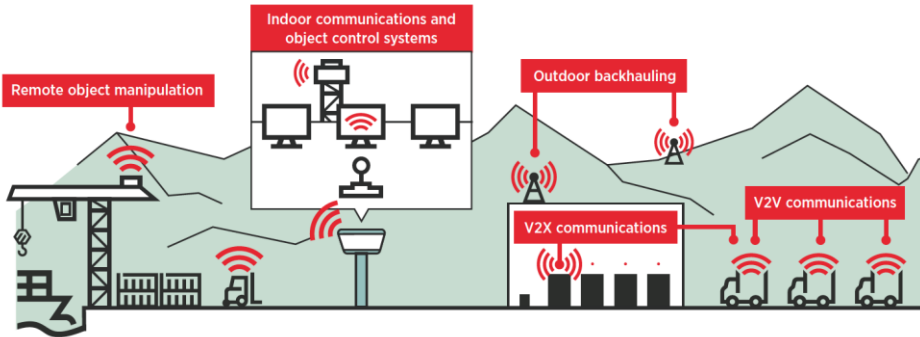 Indoor communications and
object control systems
Remote object manipulation
Outdoor backhauling
V2V communications
V2X communications